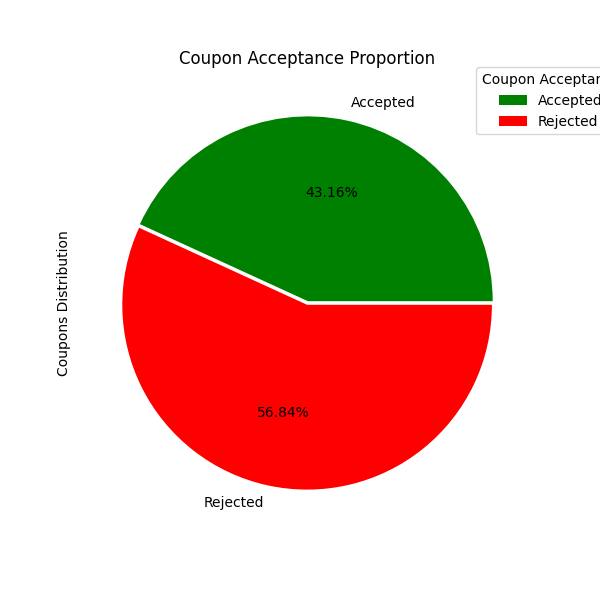 Coupon Acceptance Proportion
Coupon Acceptan
Accepted
Rejected
Accepted
43.16%
Coupons Distribution
56.84%
Rejected